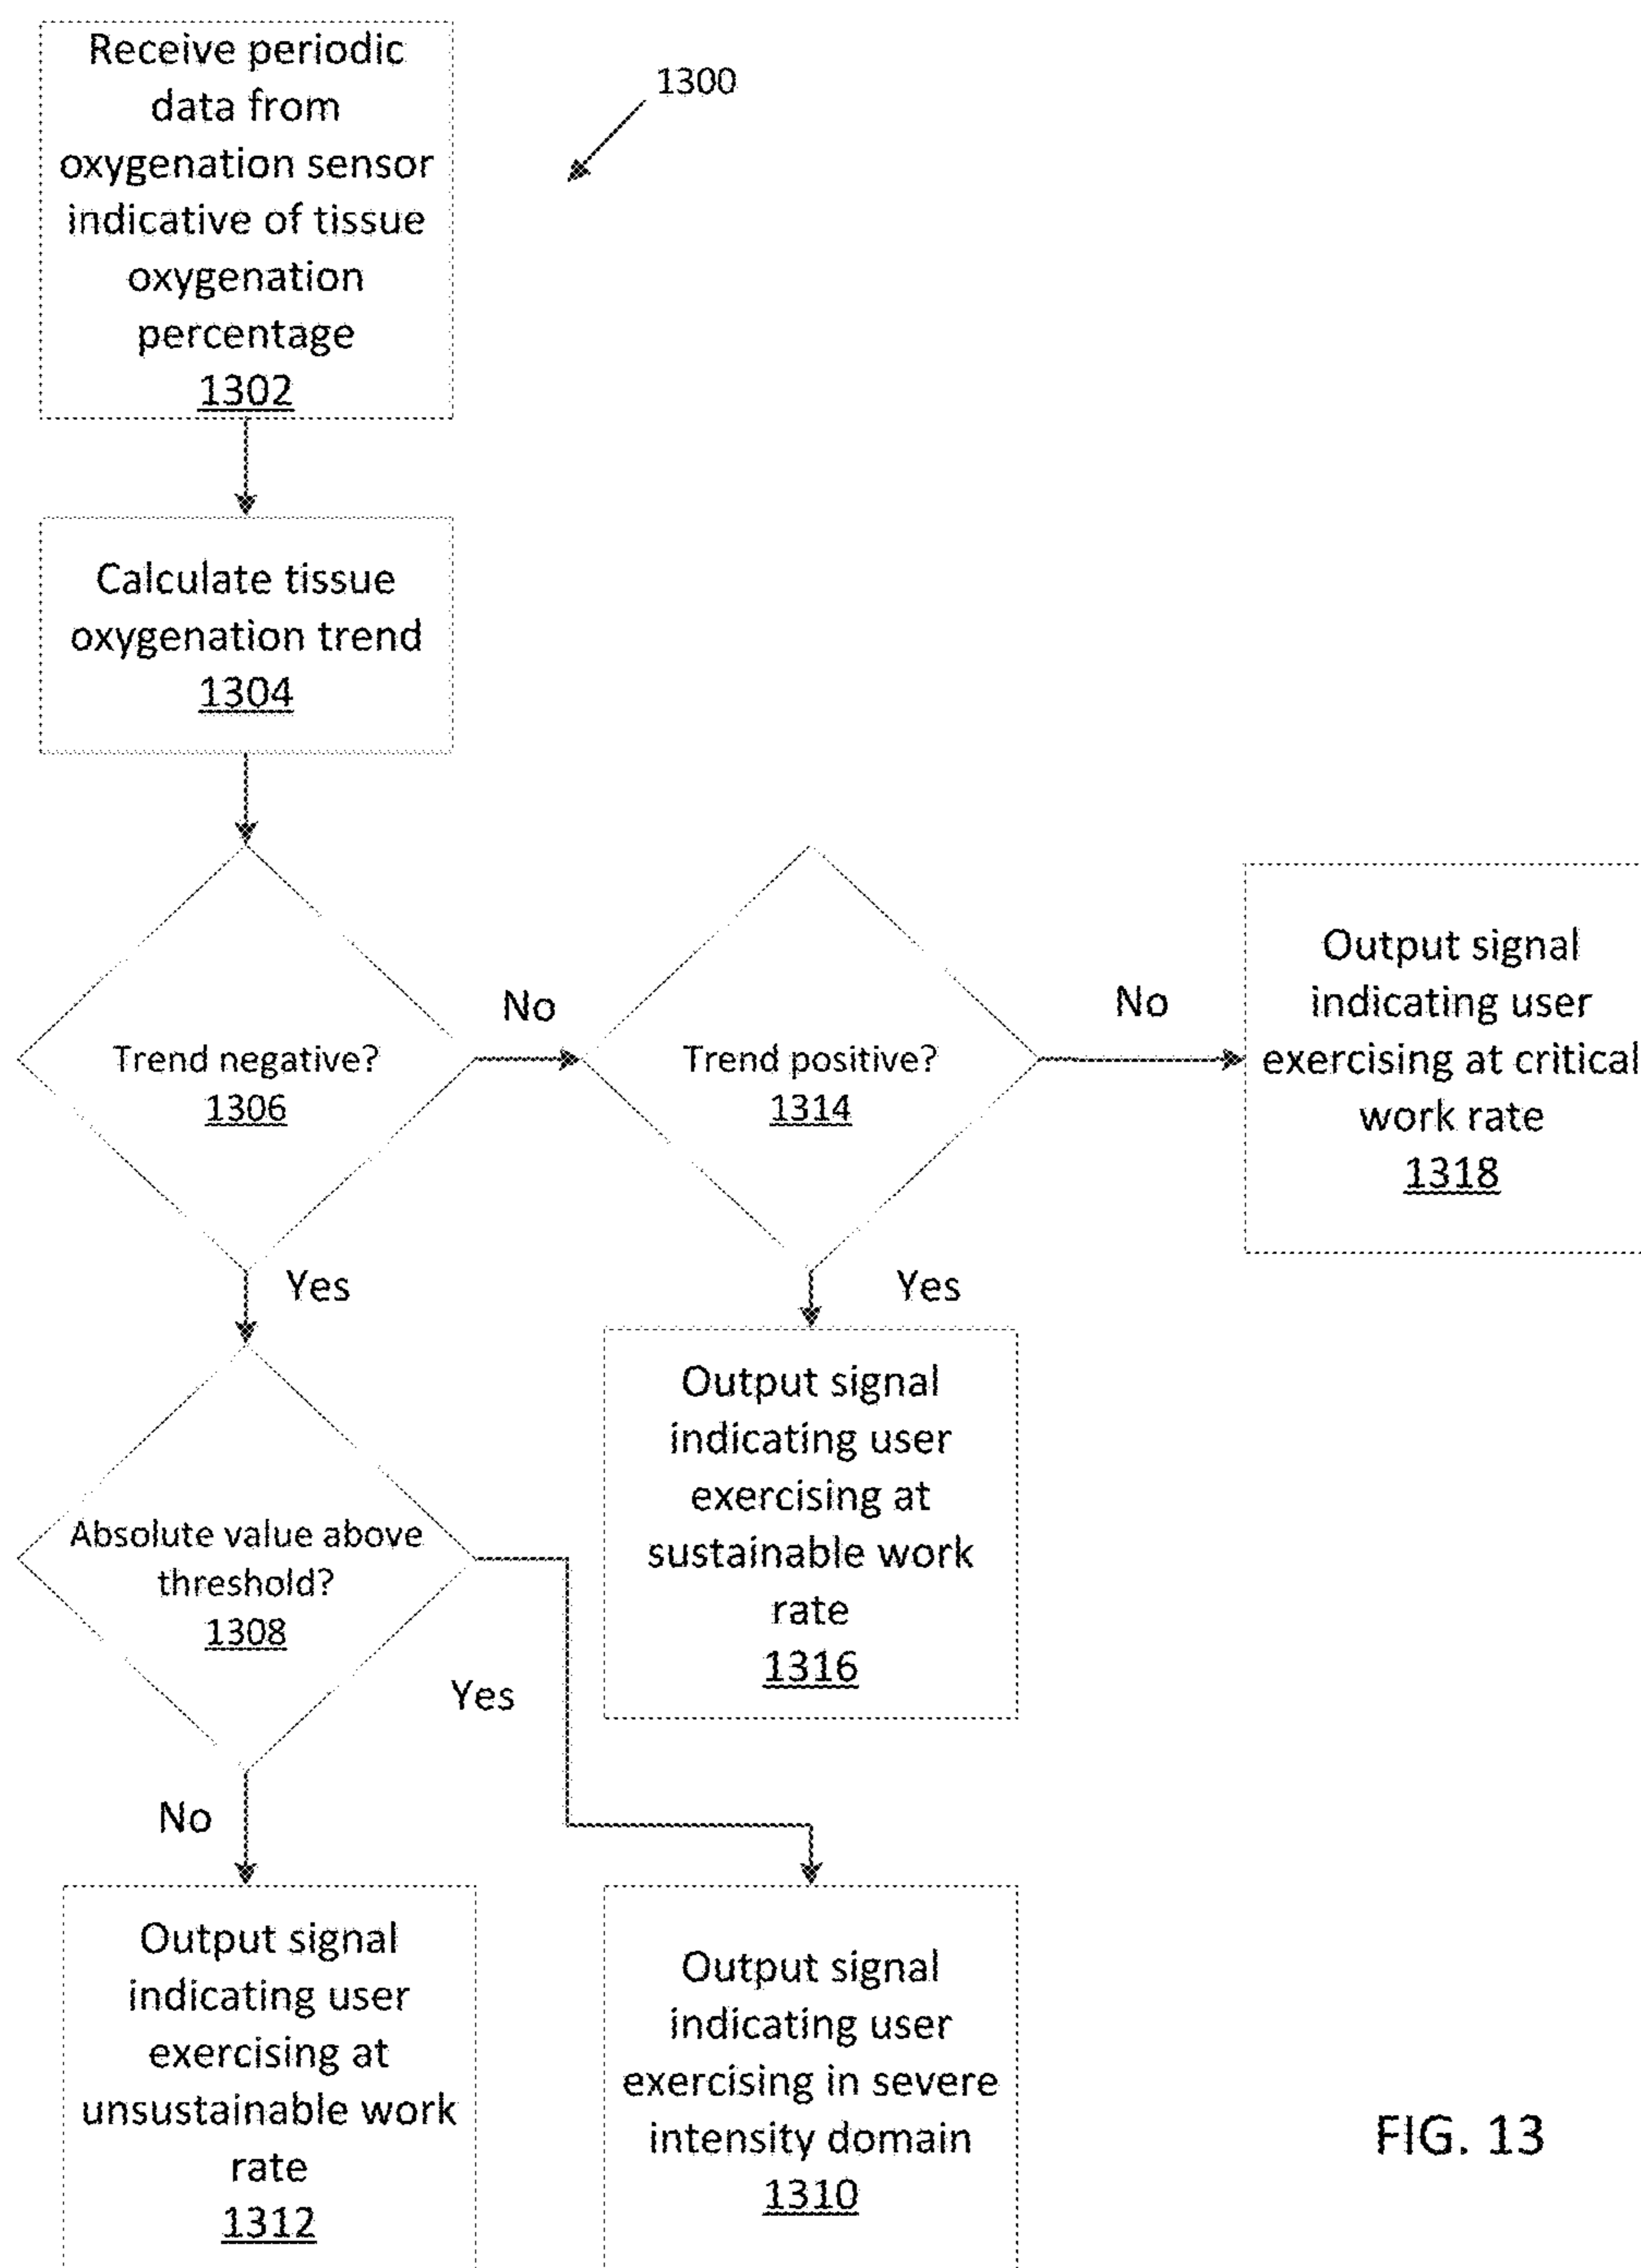 Receive periodic
data from
oxygenation sensor
indicative of tissue
oxygenation
percentage
1302
1300
Calculate tissue
oxygenation trend
1304
Trend negative?
1306
No
Trend positive?
1314
No
Output signal
indicating user
exercising at critical
work rate
1318
Yes
Yes
Absolute value above
threshold?
1308
Output signal
indicating user
exercising at
sustainable work
rate
1316
Yes
No
Output signal
indicating user
exercising at
unsustainable work
rate
1312
Output signal
indicating user
exercising in severe
intensity domain
1310
FIG. 13